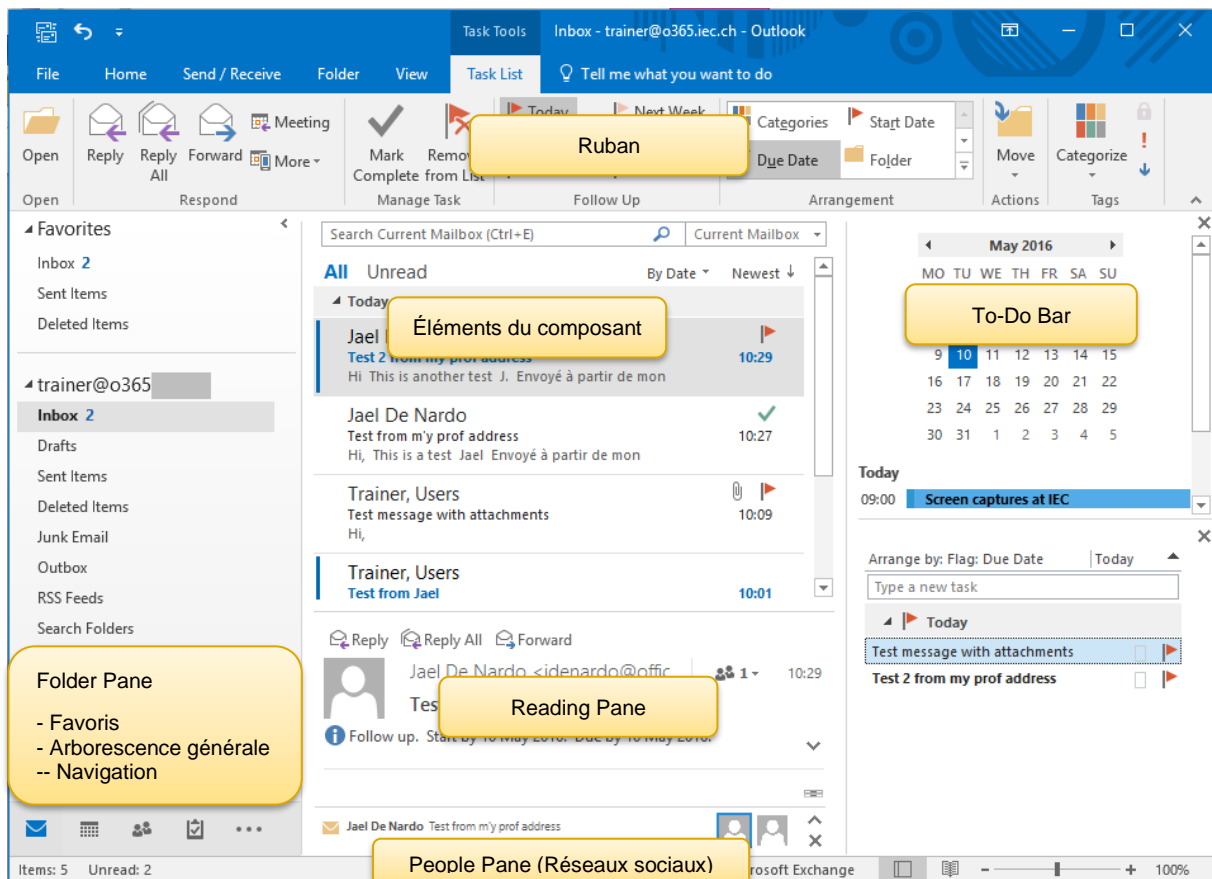 Task Tools Inbox - trainer@o365.iec.ch - Outlook
File Home Send / Receive Folder View Task List Tell me what you want to do
Open
Reply Reply All Forward Meeting More
Mark Complete
from List
Today Next Week
Ruban
Categories Start Date
Due Date Folder
Move Categorize
Open Respond Manage Task Follow Up Arrangement Actions Tags
Favorites
Inbox 2
Sent Items
Deleted Items
trainer@o365
Inbox 2
Drafts
Sent Items
Deleted Items
Junk Email
Outbox
RSS Feeds
Search Folders
Folder Pane
- Favoris
- Arborescence générale
-- Navigation
Search Current Mailbox (Ctrl+E) Current Mailbox
All Unread By Date Newest
Today
Éléments du composant
Jael
Test 2 from my prof address 10:29
Hi This is another test J. Envoyé à partir de mon
Jael De Nardo
Test from m'y prof address 10:27
Hi, This is a test Jael Envoyé à partir de mon
Trainer, Users
Test message with attachments 10:09
Hi,
Trainer, Users
Test from Jael 10:01
Reply Reply All Forward
Jael De Nardo <idenardo@offic 1 10:29
Reading Pane
Follow up. Start by 10 May 2016. Due by 10 May 2016.
Jael De Nardo Test from m'y prof address
People Pane (Réseaux sociaux)
May 2016
MO TU WE TH FR SA SU
To-Do Bar
9 10 11 12 13 14 15
16 17 18 19 20 21 22
23 24 25 26 27 28 29
30 31 1 2 3 4 5
Today
09:00 Screen captures at IEC
Arrange by: Flag: Due Date Today
Type a new task
Today
Test message with attachments
Test 2 from my prof address
Items: 5 Unread: 2 Exchange 100%